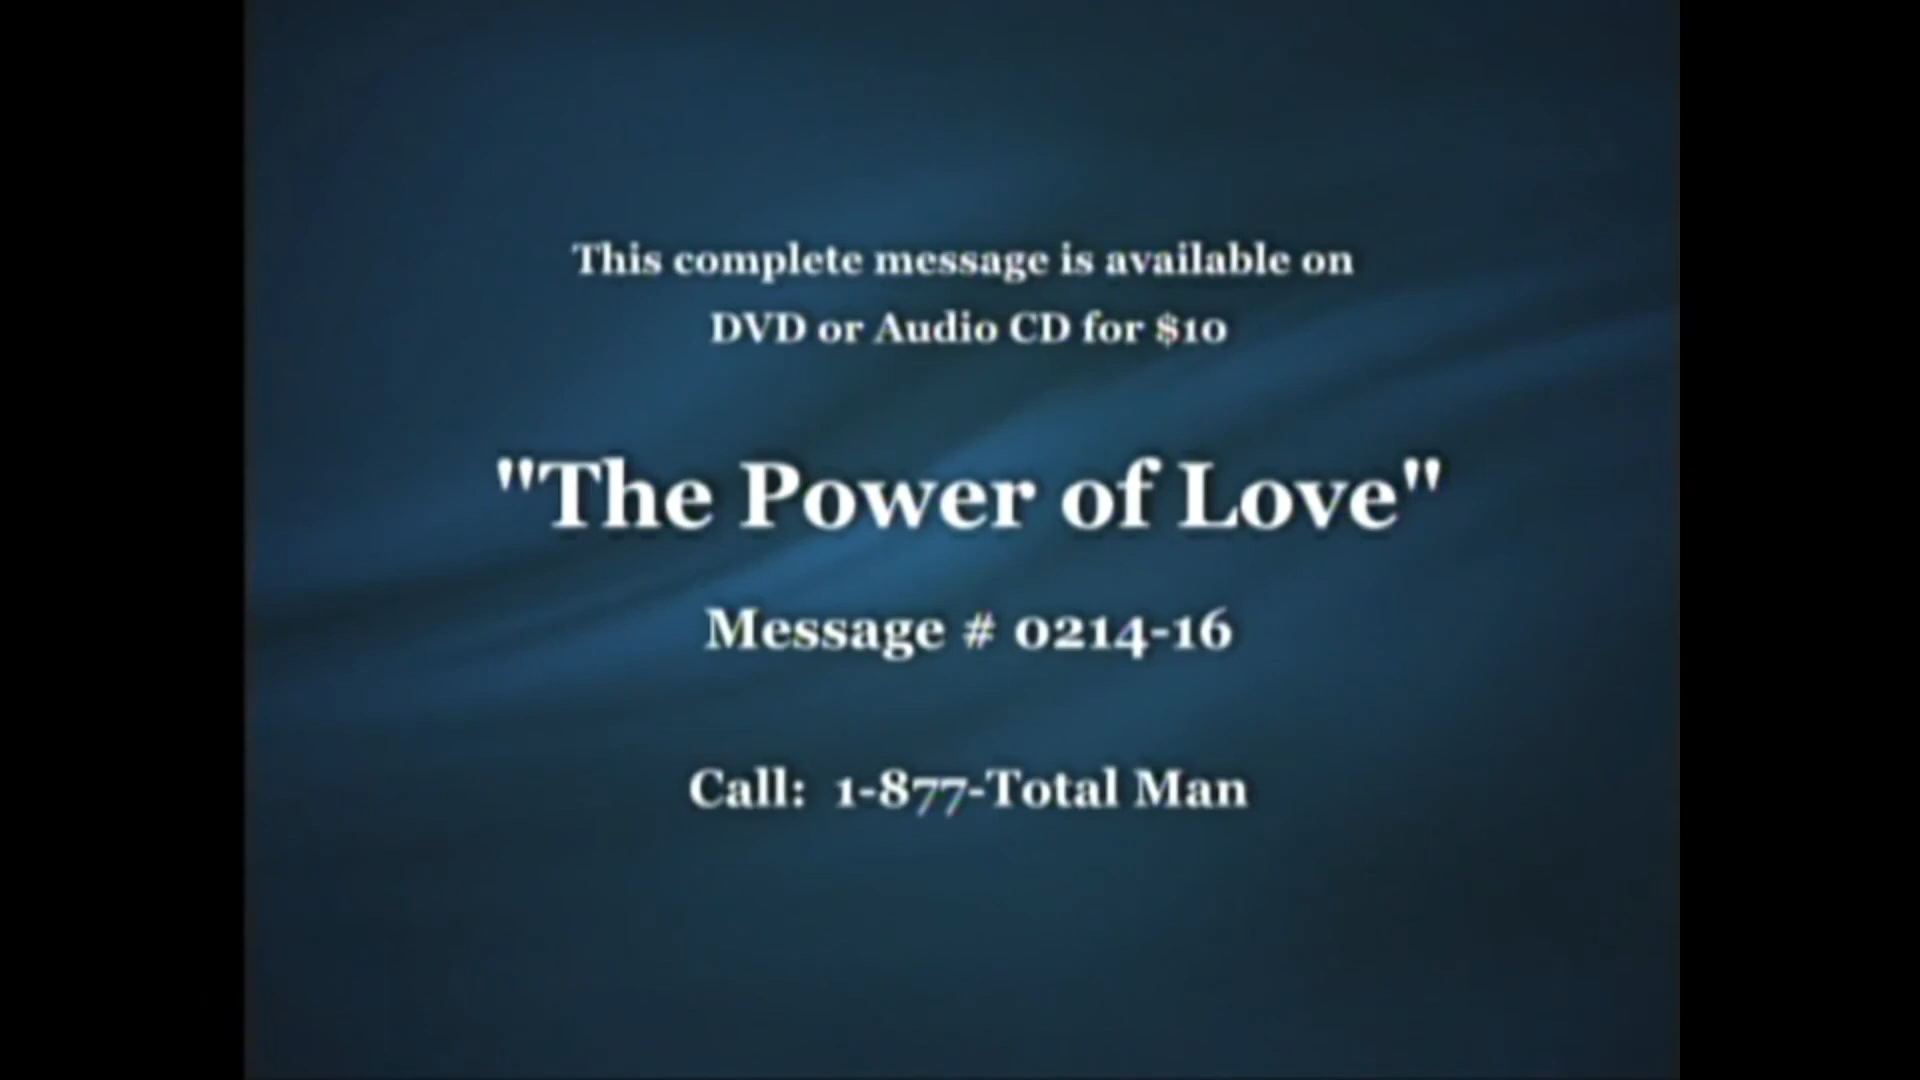 This complete message is available on
DVD or Audio CD for $10
"The Power of Love"
Message # 0214-16
Call: 1-877-Total Man